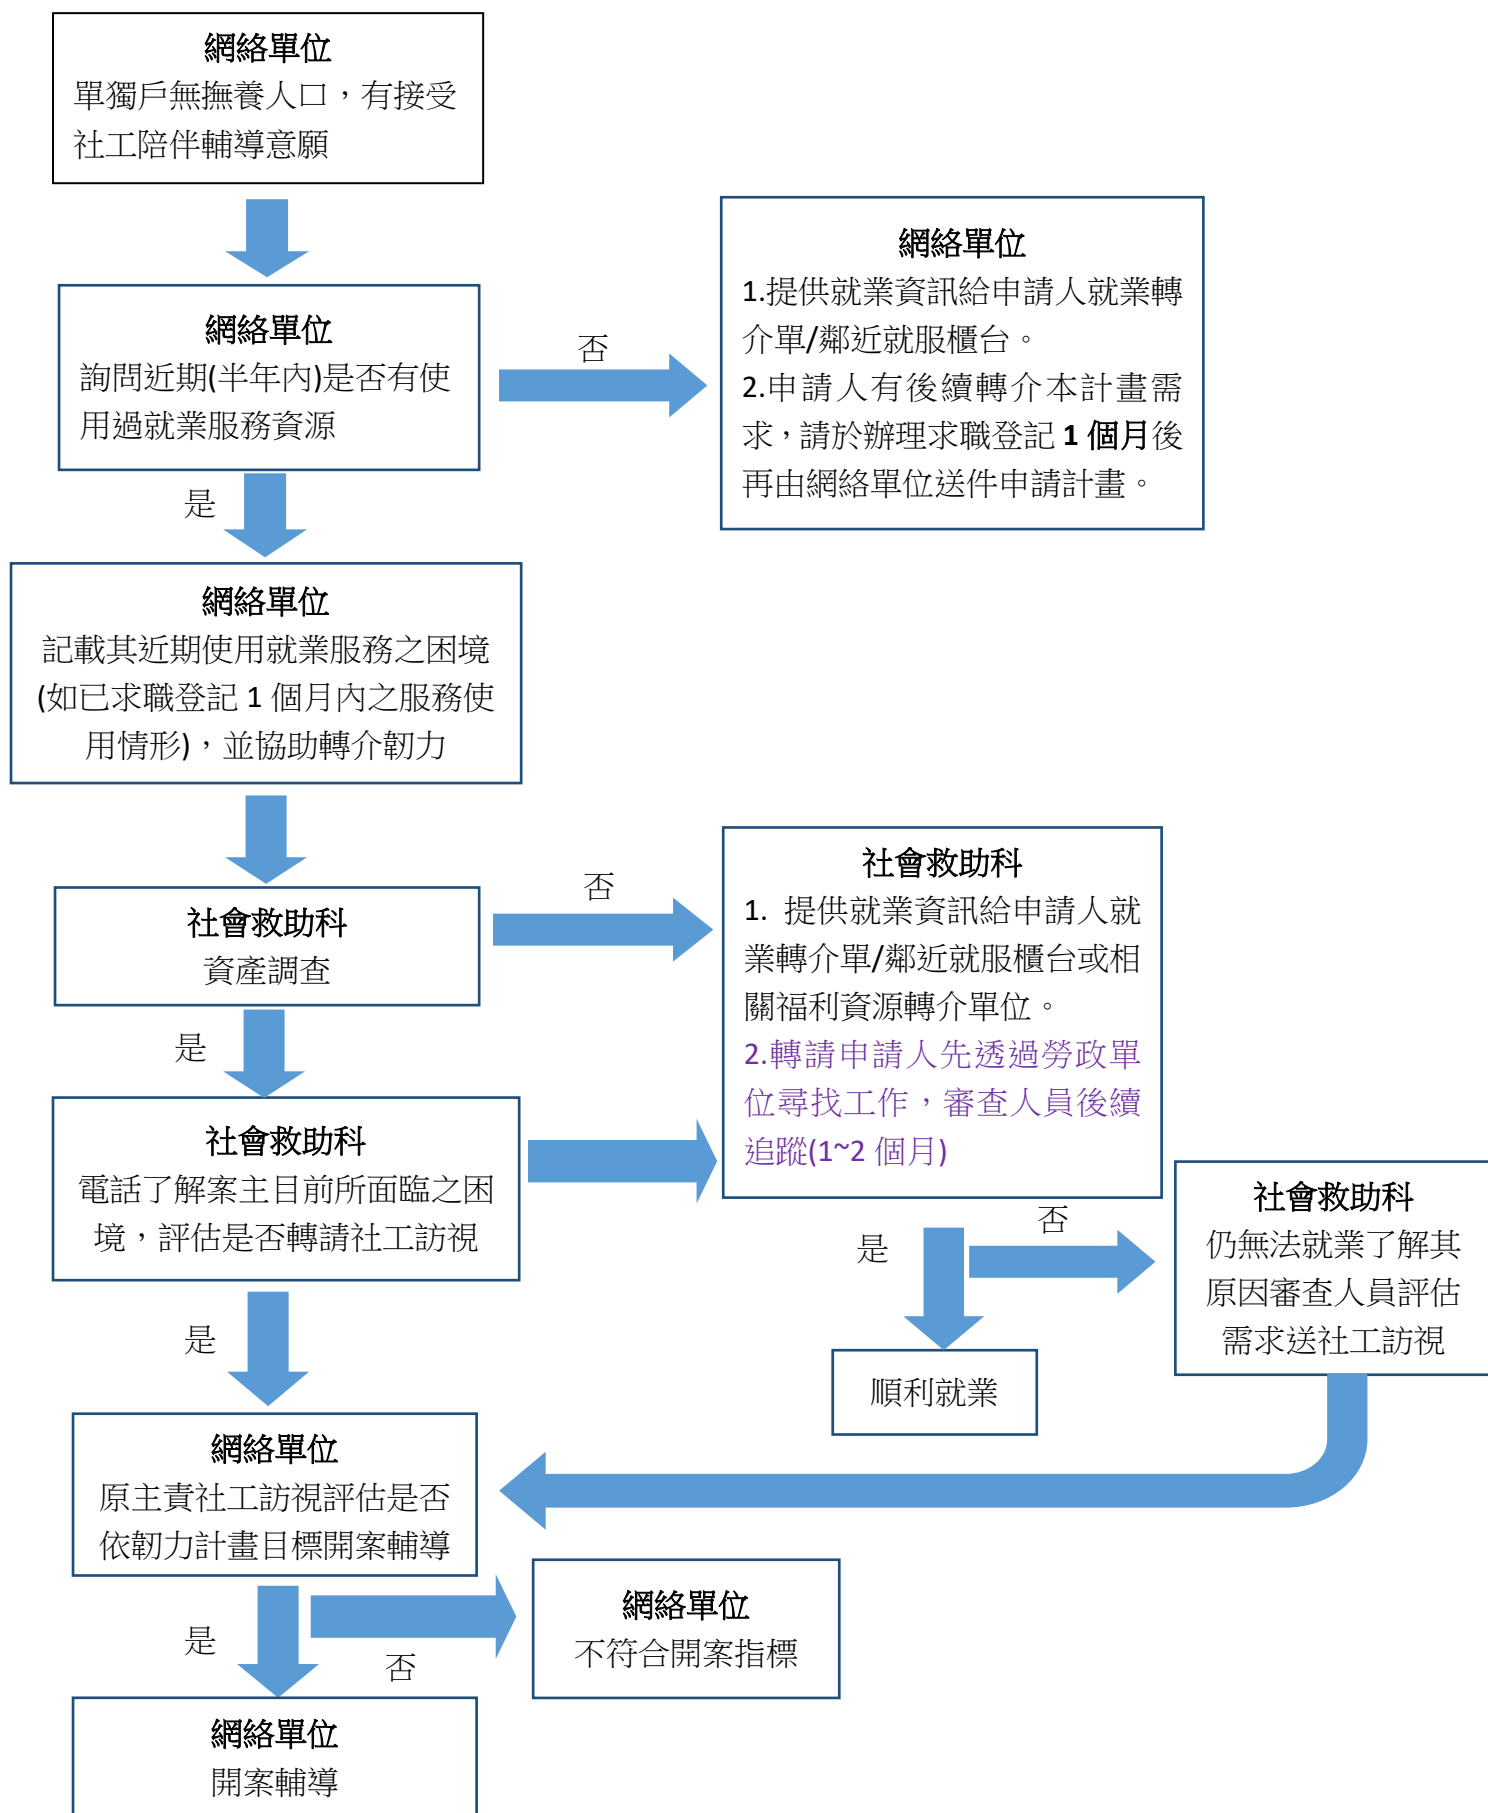 網絡單位
單獨戶無撫養人口，有接受
社工陪伴輔導意願
網絡單位
詢問近期(半年內)是否有使
用過就業服務資源
否
網絡單位
1.提供就業資訊給申請人就業轉
介單/鄰近就服櫃台。
2.申請人有後續轉介本計畫需
求，請於辦理求職登記 1 個月後
再由網絡單位送件申請計畫。
是
網絡單位
記載其近期使用就業服務之困境
(如已求職登記 1 個月內之服務使
用情形)，並協助轉介韌力
社會救助科
資產調查
否
社會救助科
1. 提供就業資訊給申請人就
業轉介單/鄰近就服櫃台或相
關福利資源轉介單位。
2.轉請申請人先透過勞政單
位尋找工作，審查人員後續
追蹤(1~2 個月)
是
社會救助科
電話了解案主目前所面臨之困
境，評估是否轉請社工訪視
是
否
社會救助科
仍無法就業了解其
原因審查人員評估
需求送社工訪視
順利就業
是
網絡單位
原主責社工訪視評估是否
依韌力計畫目標開案輔導
是
否
網絡單位
不符合開案指標
網絡單位
開案輔導